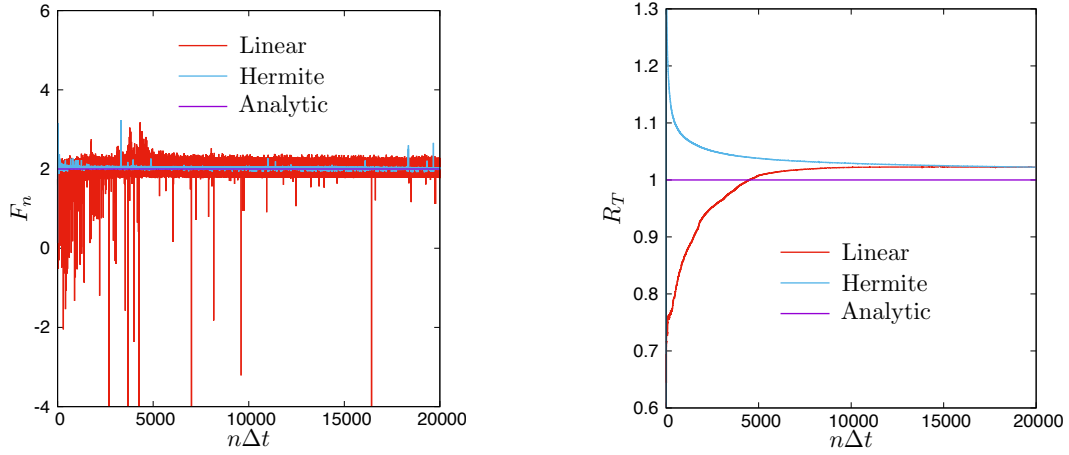 6
4
2
0
-2
-4
F_n
Linear
Hermite
Analytic
0 5000 10000 15000 20000
nΔt
1.3
1.2
1.1
1
0.9
0.8
0.7
0.6
R_T
Linear
Hermite
Analytic
0 5000 10000 15000 20000
nΔt